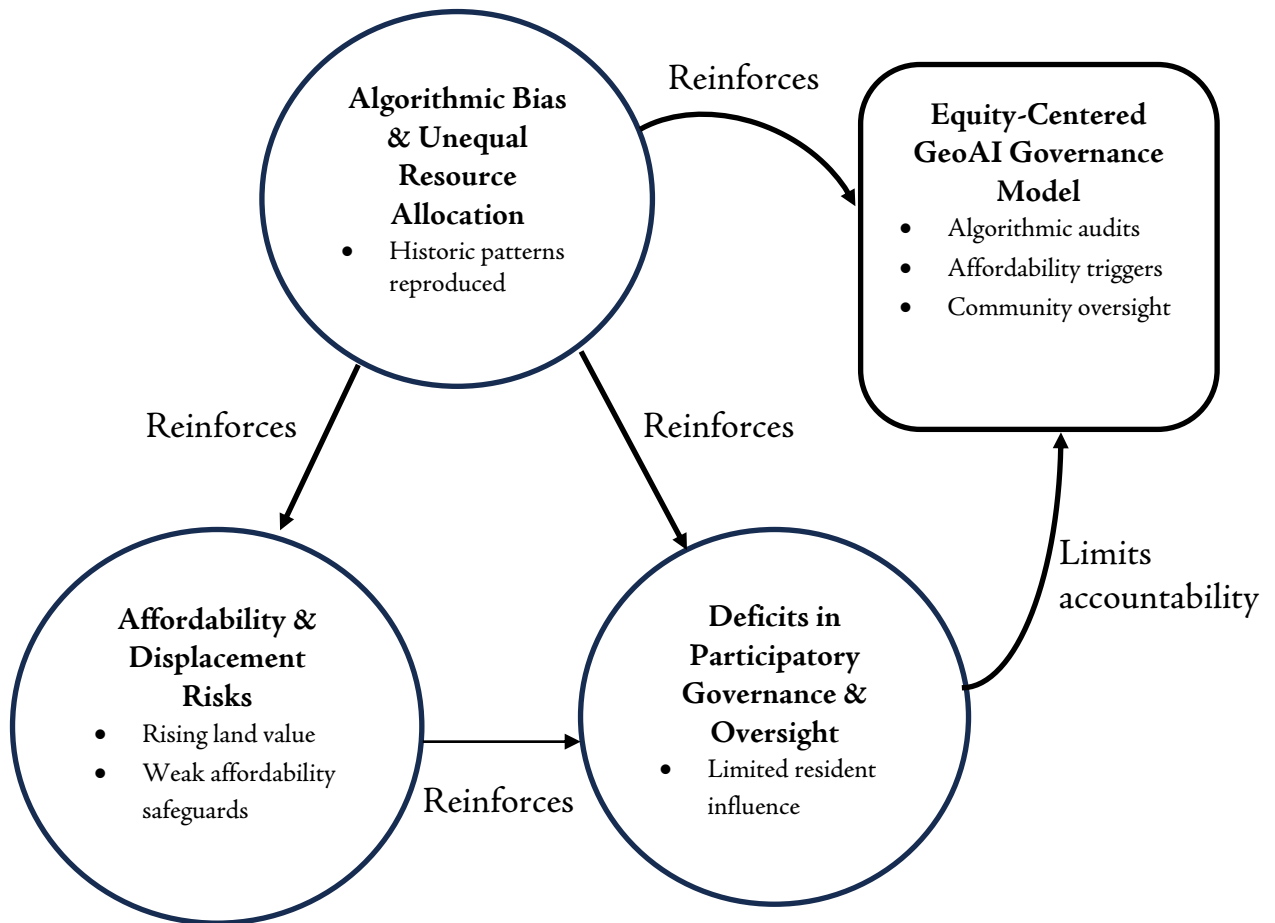 Reinforces
Algorithmic Bias
& Unequal
Resource
Allocation
• Historic patterns
reproduced
Equity-Centered
GeoAI Governance
Model
• Algorithmic audits
• Affordability triggers
• Community oversight
Reinforces
Reinforces
Affordability &
Displacement
Risks
• Rising land value
• Weak affordability
safeguards
Reinforces
Deficits in
Participatory
Governance &
Oversight
• Limited resident
influence
Limits
accountability